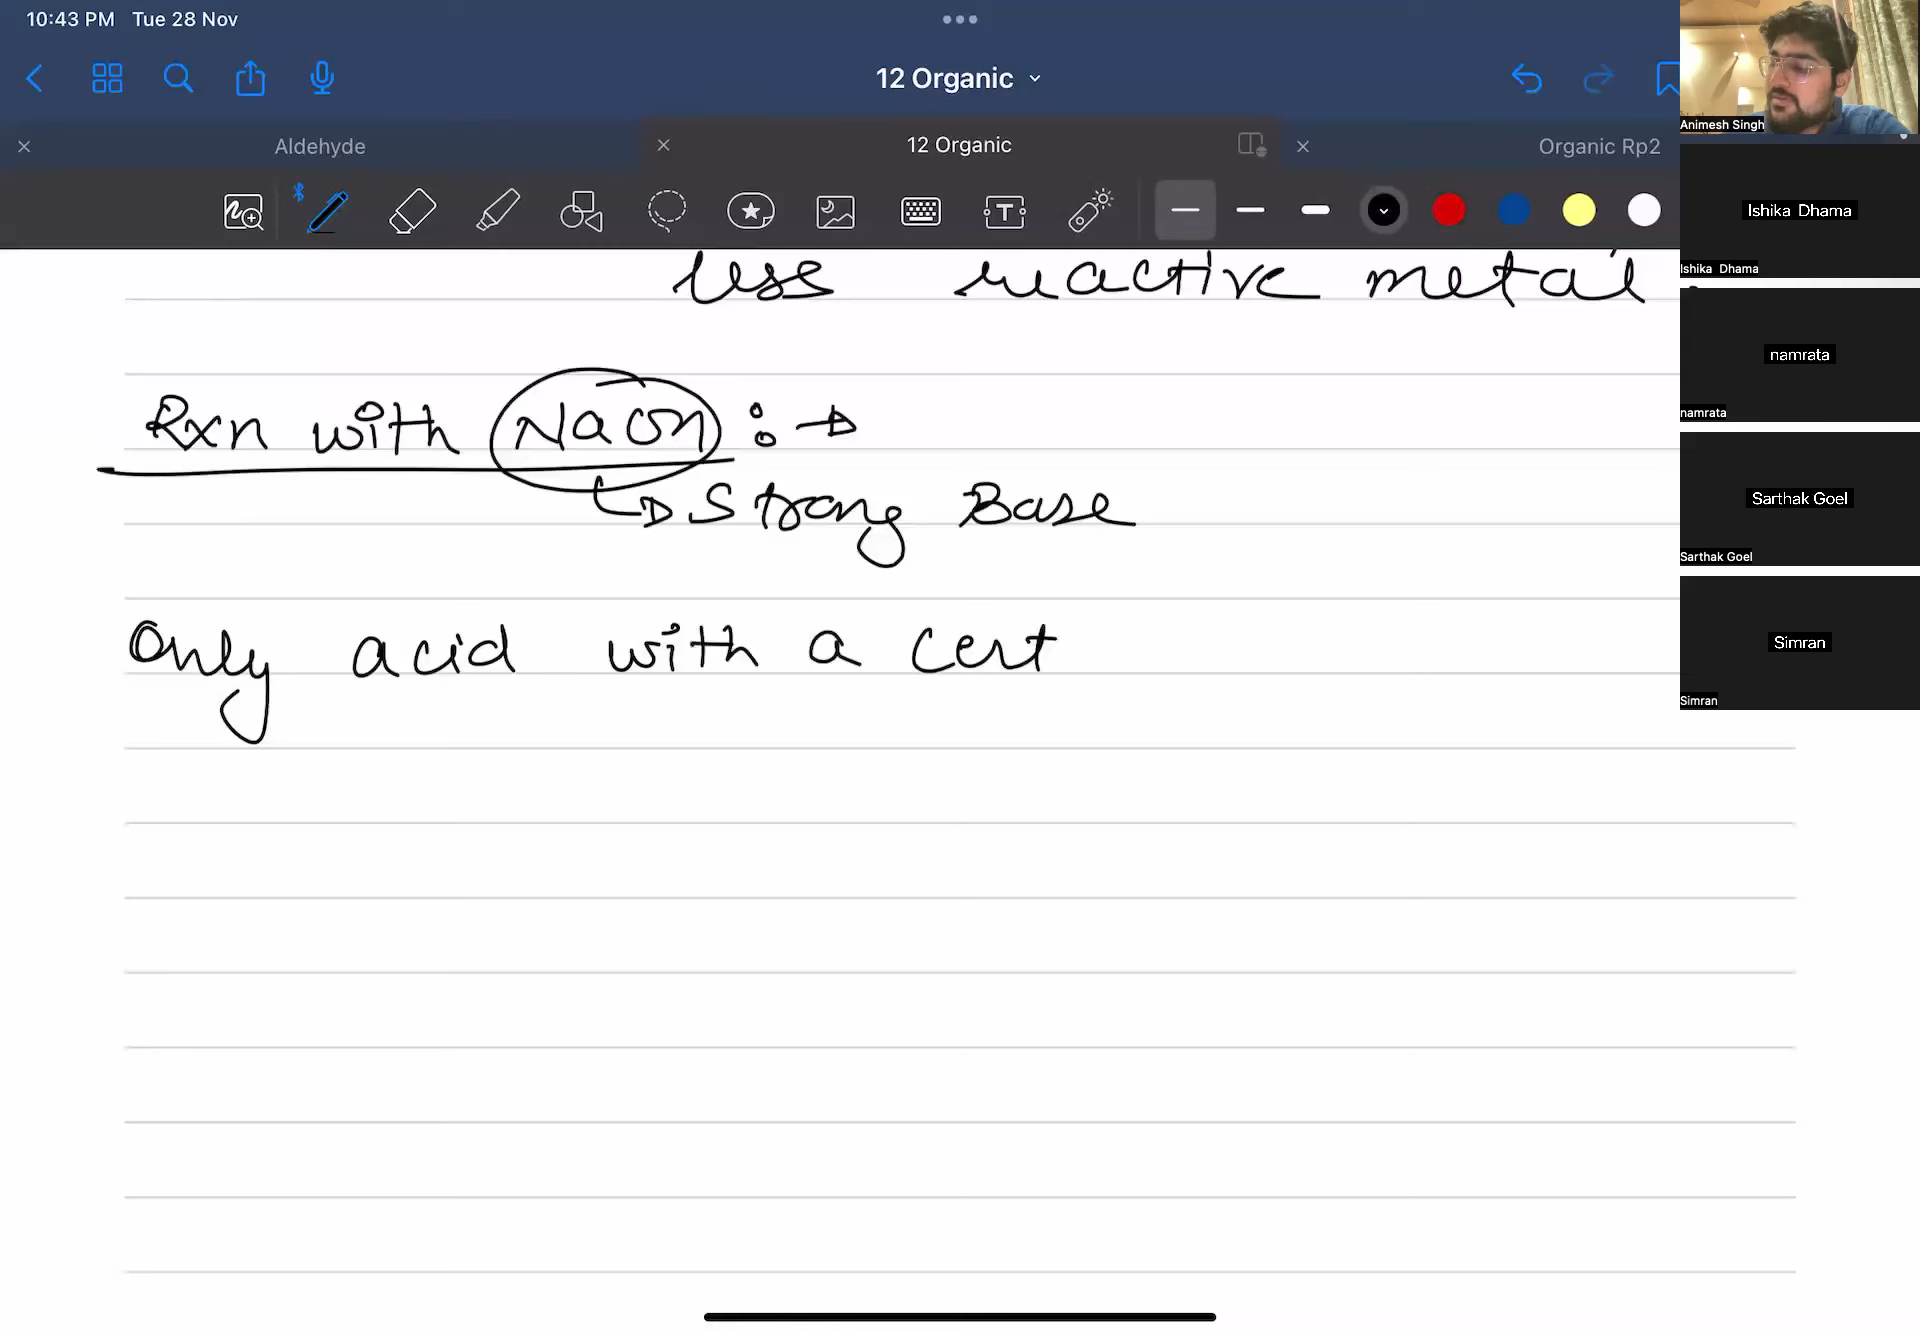 10:43 PM Tue 28 Nov
12 Organic
Aldehyde
12 Organic
Organic Rp2
T
Animesh Singh
Ishika Dhama
Ishika Dhama
namrata
namrata
Sarthak Goel
Sarthak Goel
Simran
Simran
less reactive metal
Rxn with NaOH :→
↳ Strong Base
Only acid with a cert